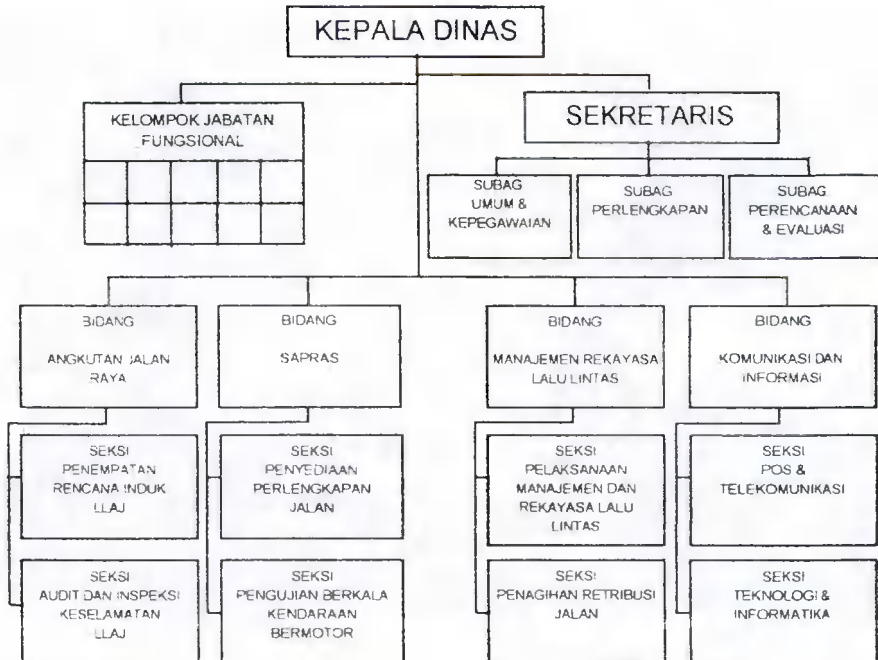 KEPALA DINAS
KELOMPOK JABATAN
FUNGSIONAL
SEKRETARIS
SUBAG
UMUM &
KEPEGAWAIAN
SUBAG
PERLENGKAPAN
SUBAG
PERENCANAAN
& EVALUASI
BIDANG
ANGKUTAN JALAN
RAYA
BIDANG
SAPRAS
BIDANG
MANAJEMEN REKAYASA
LALU LINTAS
BIDANG
KOMUNIKASI DAN
INFORMASI
SEKSI
PENEMPATAN
RENCANA INDUK
LLAJ
SEKSI
PENYEDIAAN
PERLENGKAPAN
JALAN
SEKSI
PELAKSANAAN
MANAJEMEN DAN
REKAYASA LALU
LINTAS
SEKSI
POS &
TELEKOMUNIKASI
SEKSI
AUDIT DAN INSPEKSI
KESELAMATAN
LLAJ
SEKSI
PENGUJIAN BERKALA
KENDARAAN
BERMOTOR
SEKSI
PENAGIHAN RETRIBUSI
JALAN
SEKSI
TEKNOLOGI &
INFORMATIKA